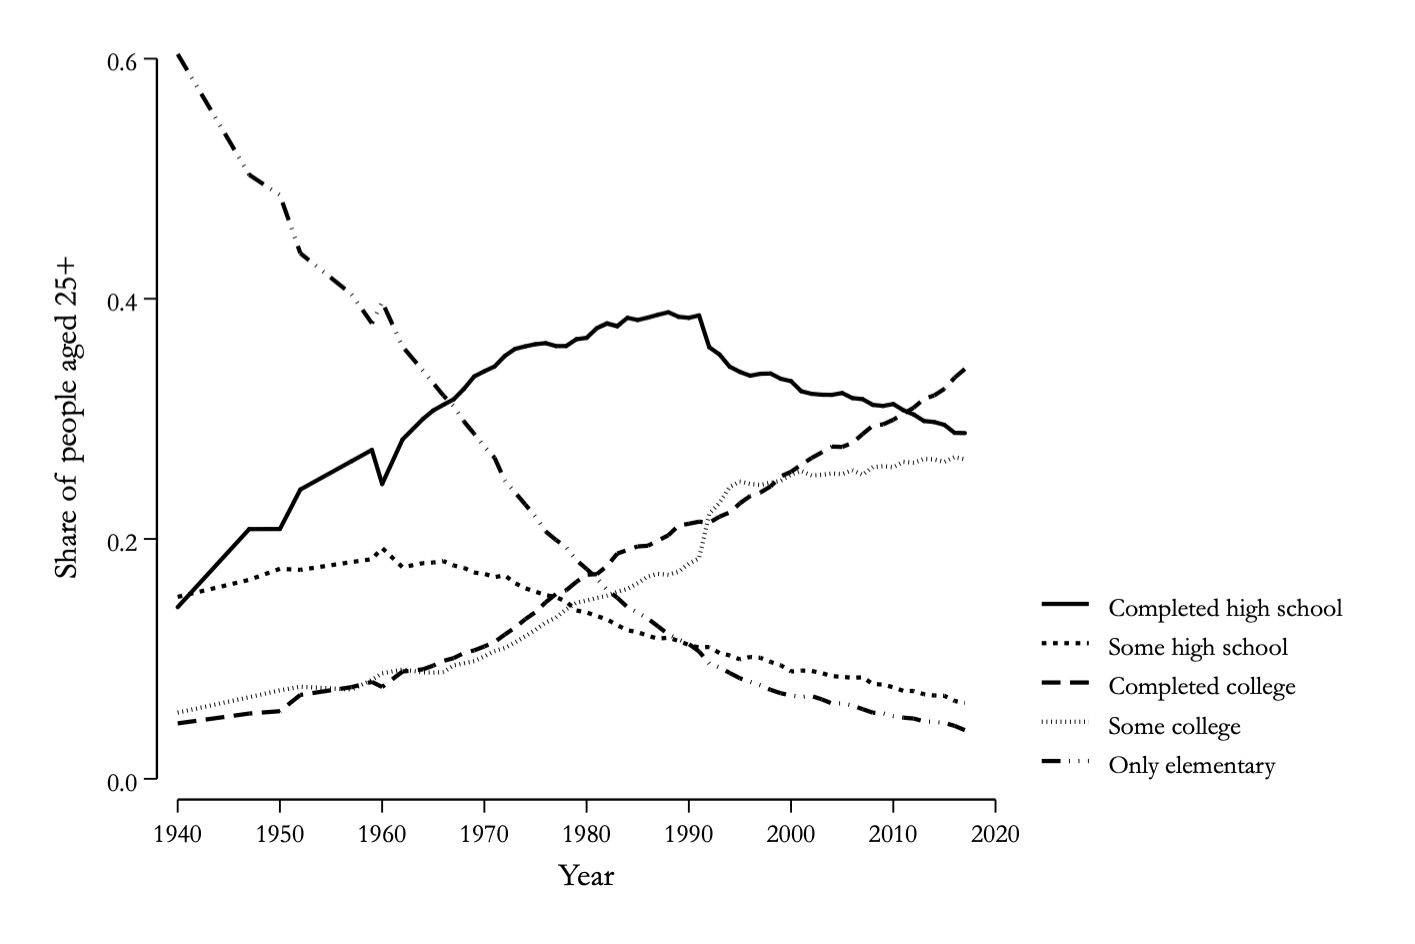 0.6
0.4
0.2
0.0
Share of people aged 25+
1940 1950 1960 1970 1980 1990 2000 2010 2020
Year
Completed high school
Some high school
Completed college
Some college
Only elementary